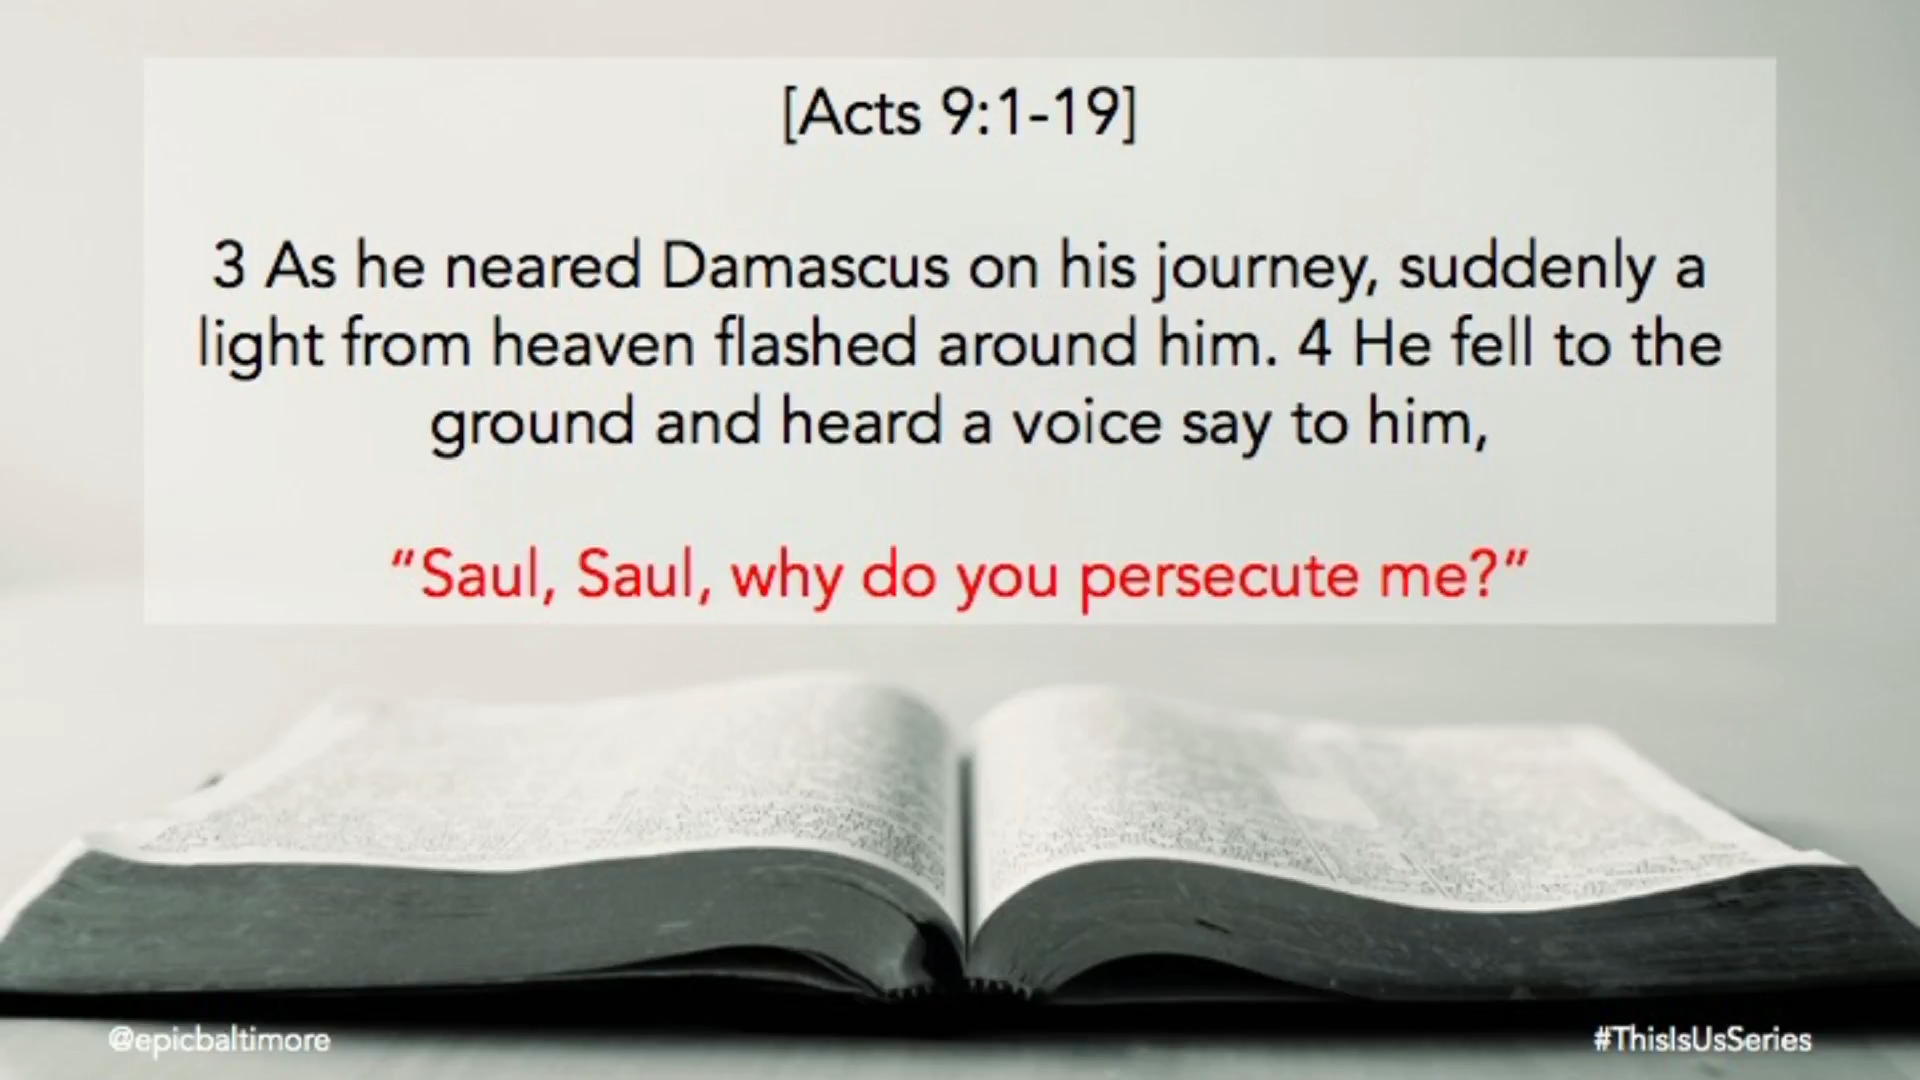 [Acts 9:1-19]
3 As he neared Damascus on his journey, suddenly a
light from heaven flashed around him. 4 He fell to the
ground and heard a voice say to him,
“Saul, Saul, why do you persecute me?”
@epicbaltimore
#ThisIsUsSeries